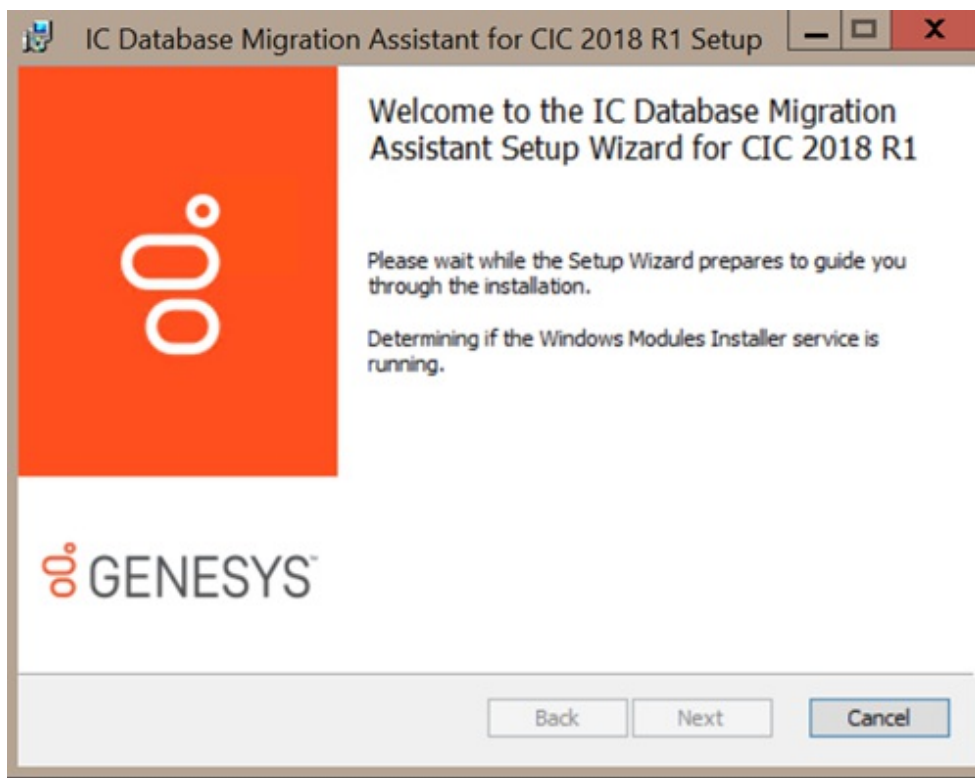 IC Database Migration Assistant for CIC 2018 R1 Setup
Welcome to the IC Database Migration
Assistant Setup Wizard for CIC 2018 R1
Please wait while the Setup Wizard prepares to guide you
through the installation.
Determining if the Windows Modules Installer service is
running.
GENESYS™
Back Next Cancel